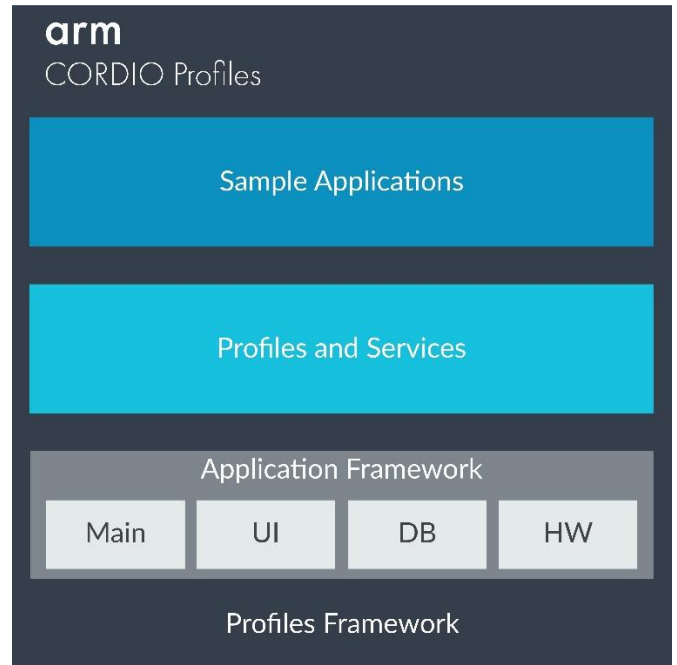 arm
CORDIO Profiles
Sample Applications
Profiles and Services
Application Framework
Main UI DB HW
Profiles Framework